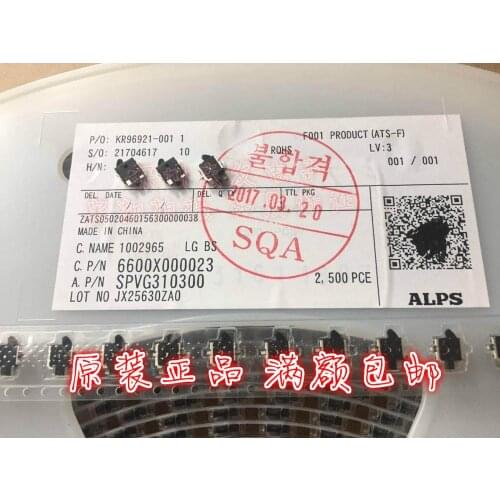 P/O: KR96921-001 1
F001 PRODUCT(ATS-F)
S/O: 21704617 10
ROHS
LV:3
H/N:
001 / 001
불합격
2017.03.20
SQA
DEL. DATE
DEL. Q
TTL PKG
ZATS0502046015630000038
MADE IN CHINA
C. NAME 1002965 LG BS
C. P/N 6600X000023
A. P/N SPVG310300
2,500 PCE
LOT NO JX25630ZA0
ALPS
原装正品 满额包邮